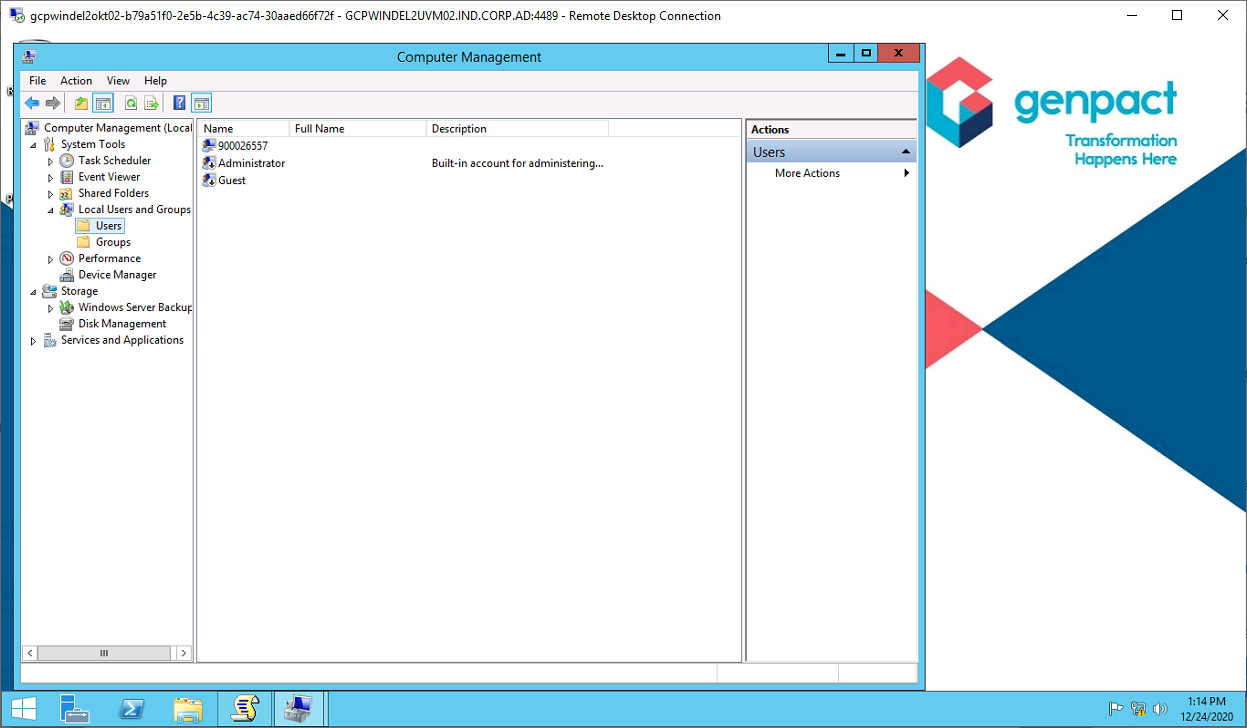 gcpwindel2okt02-b79a51f0-2e5b-4c39-ac74-30aaed66f72f - GCPWINDEL2UVM02.IND.CORP.AD:4489 - Remote Desktop Connection
Computer Management
File Action View Help
Computer Management (Local
System Tools
Task Scheduler
Event Viewer
Shared Folders
Local Users and Groups
Users
Groups
Performance
Device Manager
Storage
Windows Server Backup
Disk Management
Services and Applications
Name Full Name Description
900026557
Administrator Built-in account for administering...
Guest
Actions
Users
More Actions
genpact
Transformation
Happens Here
1:14 PM
12/24/2020